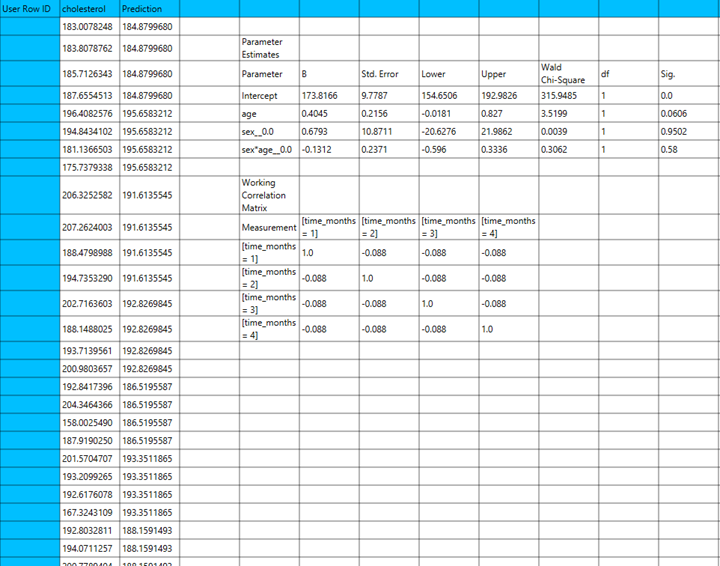 User Row ID cholesterol Prediction
183.0078248 184.8799680
183.8078762 184.8799680 Parameter Estimates
185.7126343 184.8799680 Parameter B Std. Error Lower Upper Wald Chi-Square df Sig.
187.6554513 184.8799680 Intercept 173.8166 9.7787 154.6506 192.9826 315.9485 1 0.0
196.4082576 195.6583212 age 0.4045 0.2156 -0.0181 0.827 3.5199 1 0.0606
194.8434102 195.6583212 sex__0.0 0.6793 10.8711 -20.6276 21.9862 0.0039 1 0.9502
181.1366503 195.6583212 sex*age__0.0 -0.1312 0.2371 -0.596 0.3336 0.3062 1 0.58
175.7379338 195.6583212
206.3252582 191.6135545 Working Correlation Matrix
207.2624003 191.6135545 Measurement [time_months = 1] [time_months = 2] [time_months = 3] [time_months = 4]
188.4798988 191.6135545 [time_months = 1] 1.0 -0.088 -0.088 -0.088
194.7353290 191.6135545 [time_months = 2] -0.088 1.0 -0.088 -0.088
202.7163603 192.8269845 [time_months = 3] -0.088 -0.088 1.0 -0.088
188.1488025 192.8269845 [time_months = 4] -0.088 -0.088 -0.088 1.0
193.7139561 192.8269845
200.9803657 192.8269845
192.8417396 186.5195587
204.3464366 186.5195587
158.0025490 186.5195587
187.9190250 186.5195587
201.5704707 193.3511865
193.2099265 193.3511865
192.6176078 193.3511865
167.3243109 193.3511865
192.8032811 188.1591493
194.0711257 188.1591493